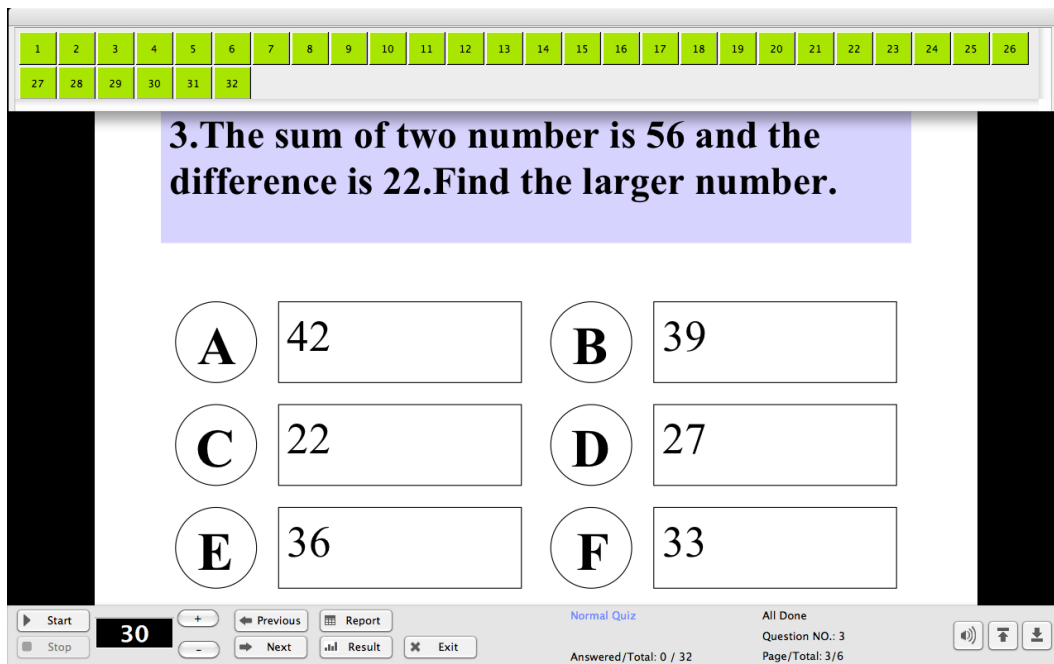 1 2 3 4 5 6 7 8 9 10 11 12 13 14 15 16 17 18 19 20 21 22 23 24 25 26
27 28 29 30 31 32
3.The sum of two number is 56 and the
difference is 22.Find the larger number.
A 42 B 39
C 22 D 27
E 36 F 33
Start 30 + Previous Report Normal Quiz All Done
Question NO.: 3
Stop - Next Result Exit Answered/Total: 0 / 32 Page/Total: 3/6